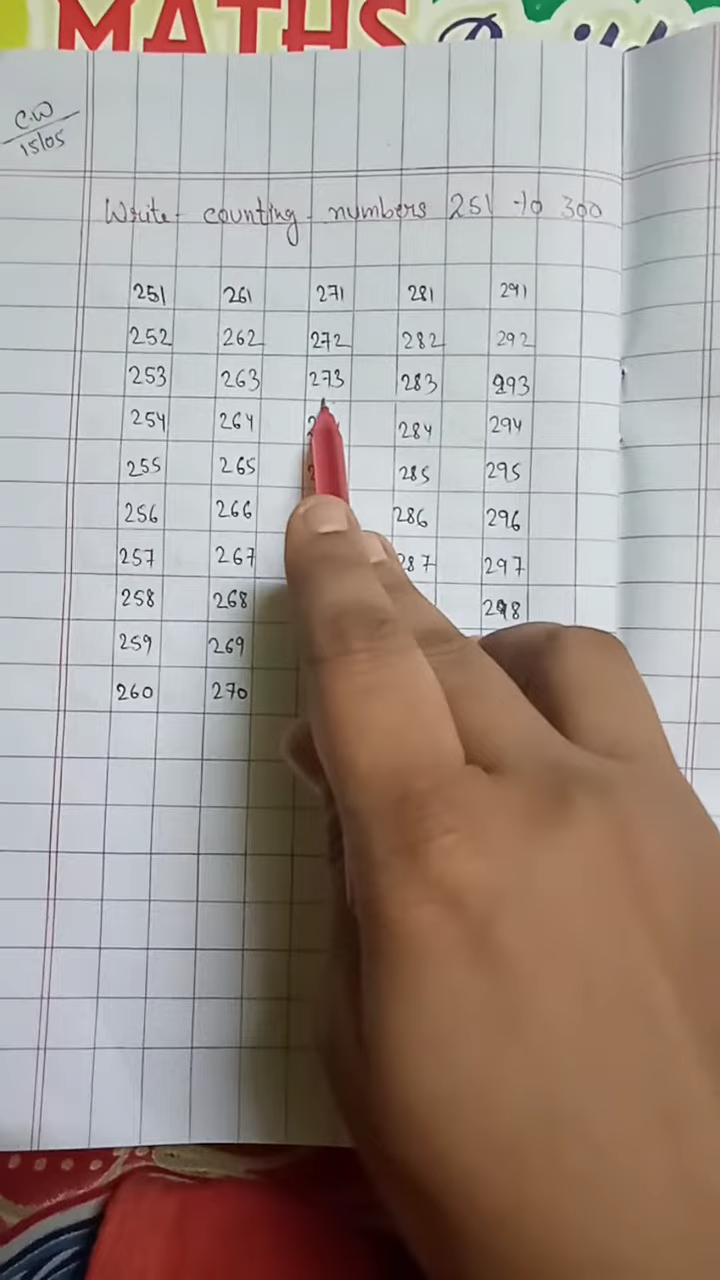 MATHS
C.W
15/05
Write counting numbers 251 to 300
251 261 271 281 291
252 262 272 282 292
253 263 273 283 293
254 264 284 294
255 265 285 295
256 266 286 296
257 267 287 297
258 268 298
259 269
260 270